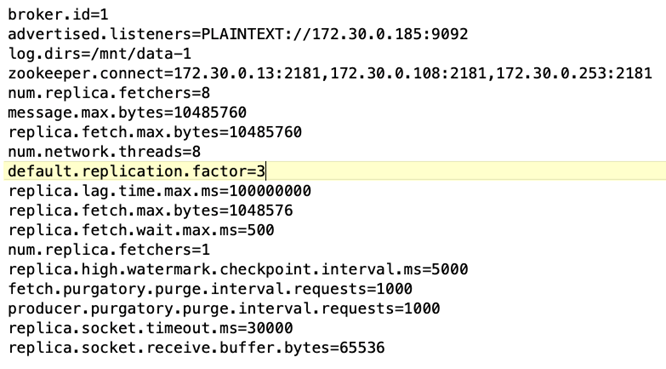 broker.id=1
advertised.listeners=PLAINTEXT://172.30.0.185:9092
log.dirs=/mnt/data-1
zookeeper.connect=172.30.0.13:2181,172.30.0.108:2181,172.30.0.253:2181
num.replica.fetchers=8
message.max.bytes=10485760
replica.fetch.max.bytes=10485760
num.network.threads=8
default.replication.factor=3
replica.lag.time.max.ms=100000000
replica.fetch.max.bytes=1048576
replica.fetch.wait.max.ms=500
num.replica.fetchers=1
replica.high.watermark.checkpoint.interval.ms=5000
fetch.purgatory.purge.interval.requests=1000
producer.purgatory.purge.interval.requests=1000
replica.socket.timeout.ms=30000
replica.socket.receive.buffer.bytes=65536